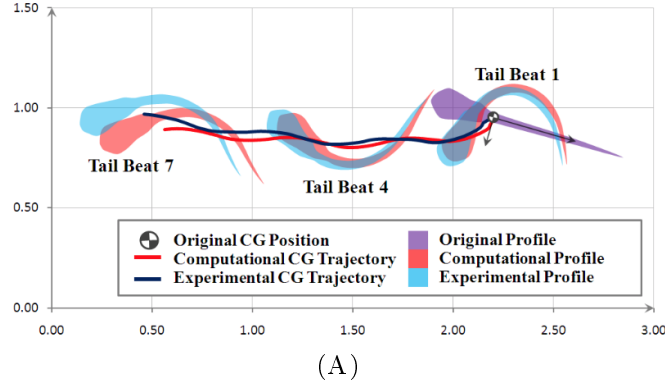 1.50
Tail Beat 1
1.00
Tail Beat 7
Tail Beat 4
0.50
Original CG Position
Original Profile
Computational CG Trajectory
Computational Profile
Experimental CG Trajectory
Experimental Profile
0.00
0.00 0.50 1.00 1.50 2.00 2.50 3.00
(A)